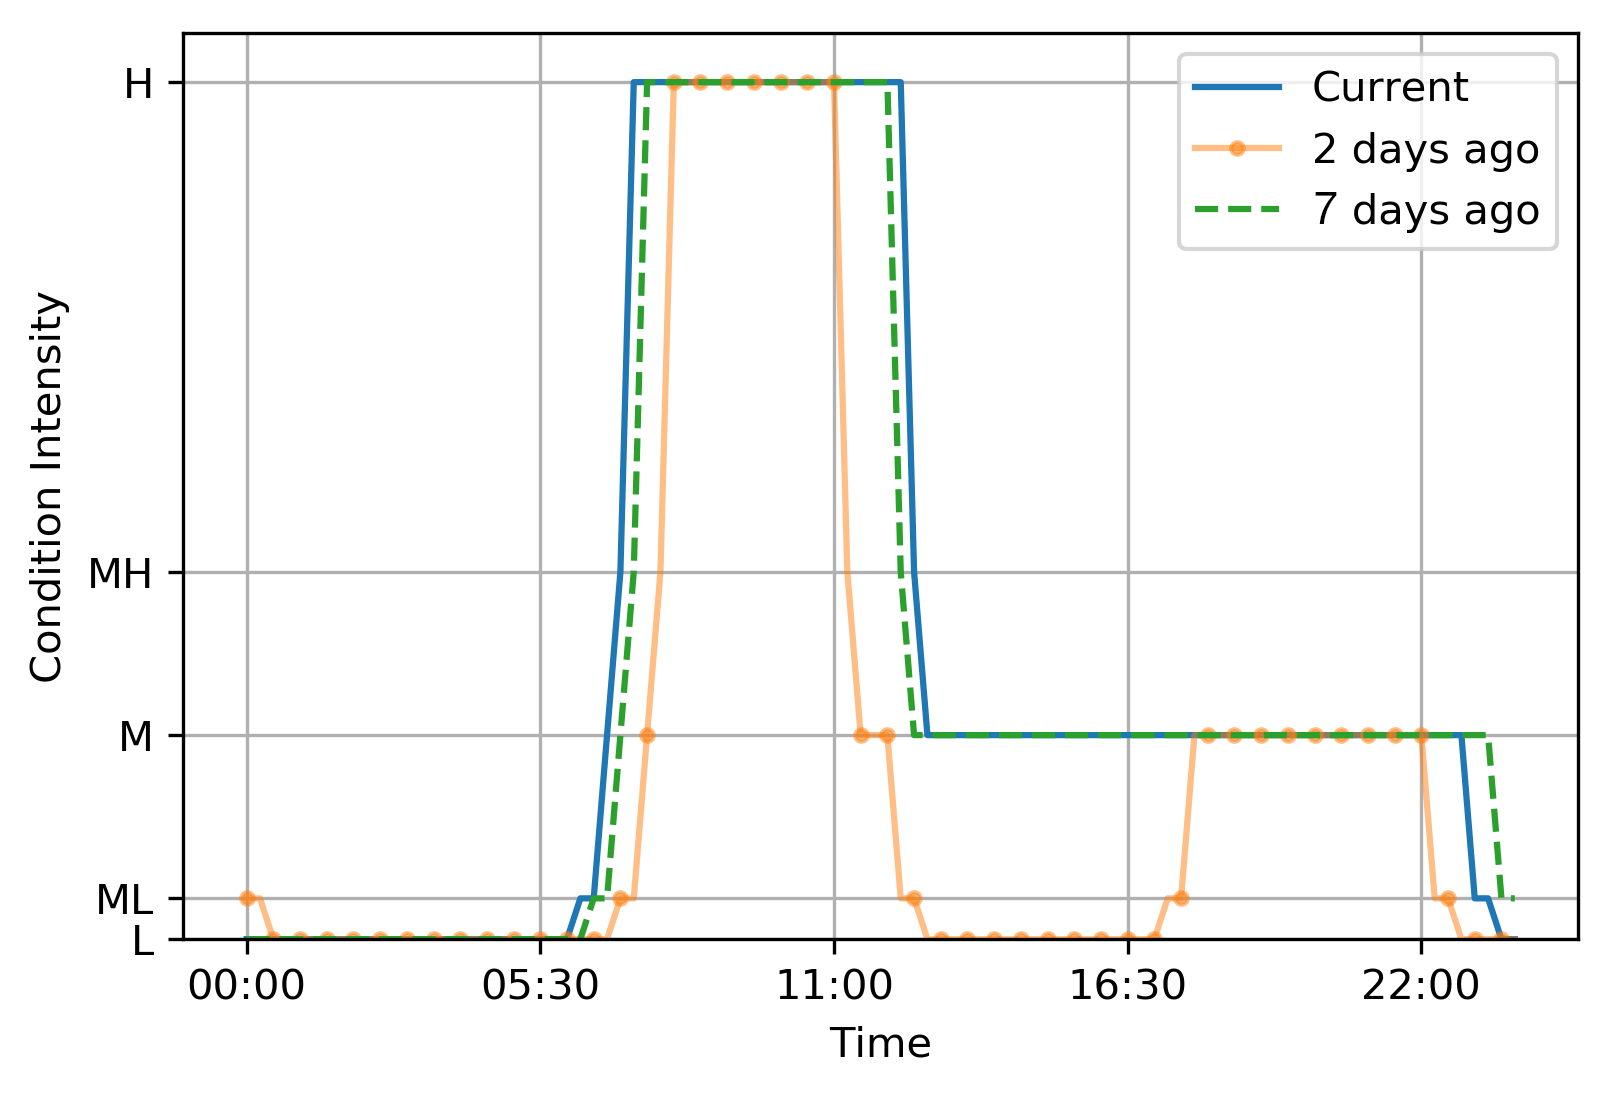 H
MH
M
ML
L
Condition Intensity
Current
2 days ago
7 days ago
00:00 05:30 11:00 16:30 22:00
Time